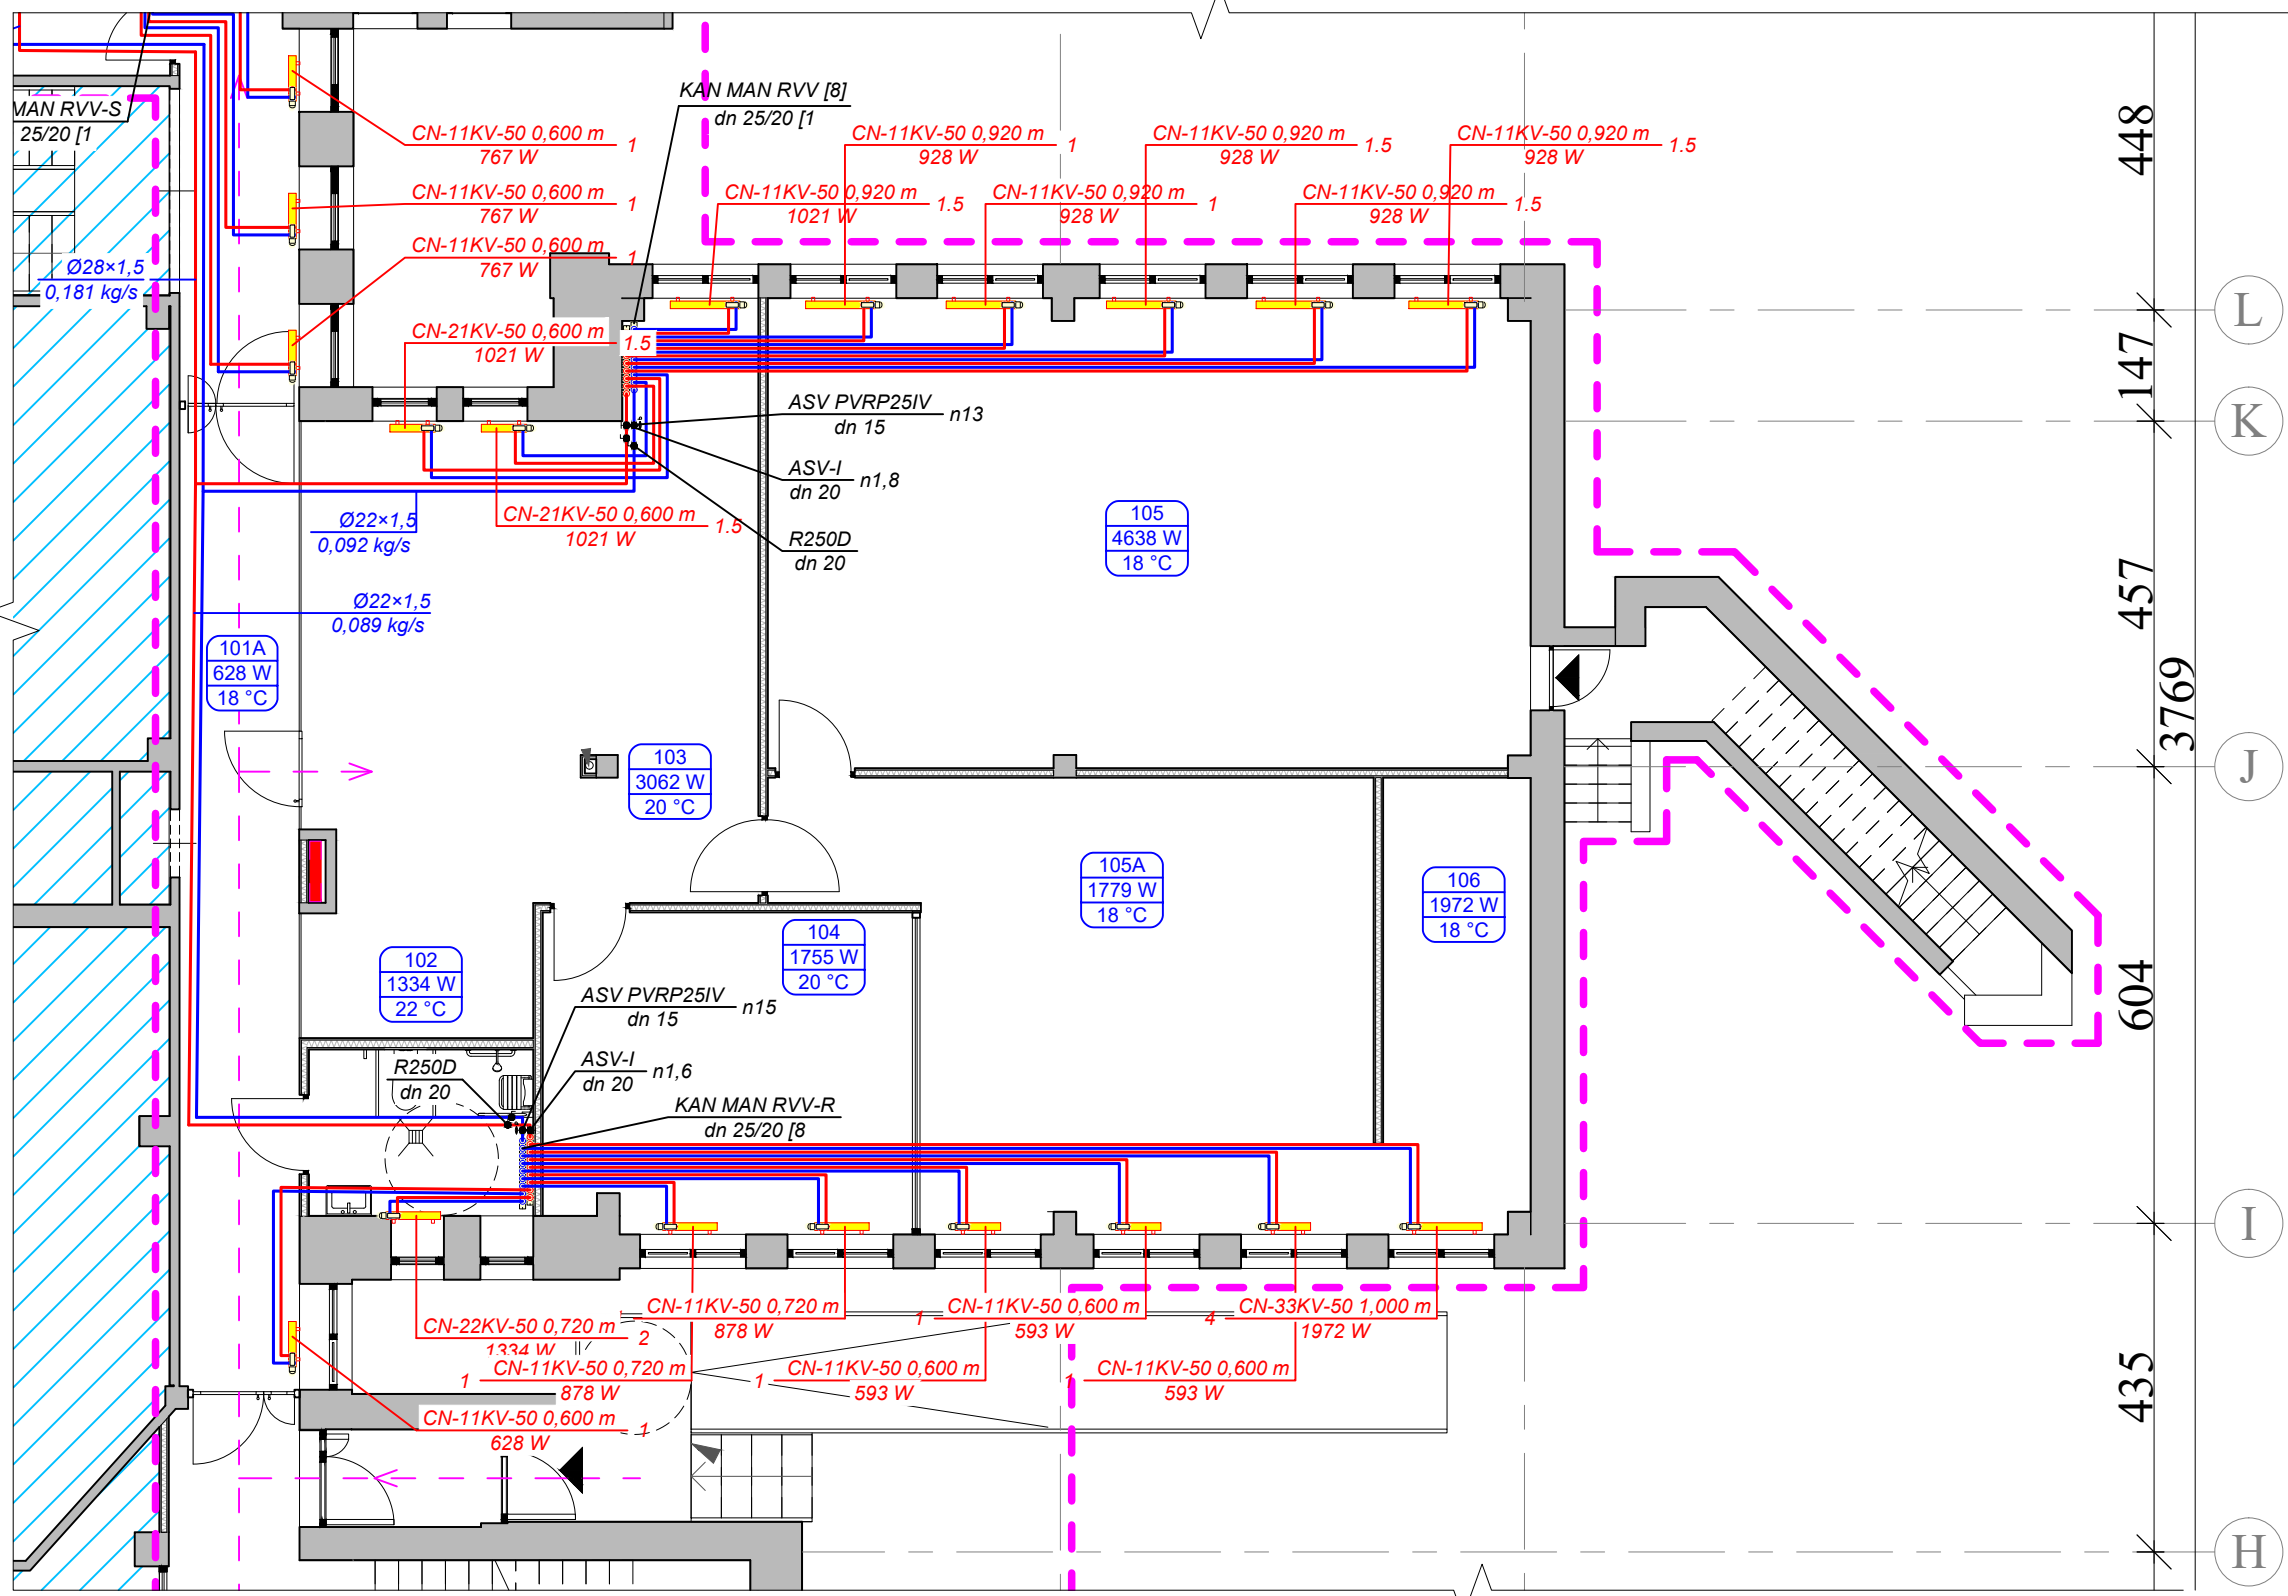 MAN RVV-S
25/20 [1
KAN MAN RVV [8]
dn 25/20 [1
CN-11KV-50 0,600 m
767 W
1
CN-11KV-50 0,920 m
928 W
1
CN-11KV-50 0,920 m
928 W
1.5
CN-11KV-50 0,920 m
928 W
1.5
CN-11KV-50 0,600 m
767 W
1
CN-11KV-50 0,920 m
1021 W
1.5
CN-11KV-50 0,920 m
928 W
1
CN-11KV-50 0,920 m
928 W
1.5
CN-11KV-50 0,600 m
767 W
1
Ø28×1,5
0,181 kg/s
CN-21KV-50 0,600 m
1021 W
1.5
ASV PVRP25IV
dn 15
n13
ASV-I
dn 20
n1,8
R250D
dn 20
CN-21KV-50 0,600 m
1021 W
1.5
Ø22×1,5
0,092 kg/s
Ø22×1,5
0,089 kg/s
105
4638 W
18 °C
101A
628 W
18 °C
103
3062 W
20 °C
105A
1779 W
18 °C
106
1972 W
18 °C
104
1755 W
20 °C
102
1334 W
22 °C
ASV PVRP25IV
dn 15
n15
ASV-I
dn 20
n1,6
R250D
dn 20
KAN MAN RVV-R
dn 25/20 [8
CN-11KV-50 0,720 m
878 W
1
CN-11KV-50 0,600 m
593 W
4
CN-33KV-50 1,000 m
1972 W
CN-22KV-50 0,720 m
1334 W
2
1
CN-11KV-50 0,720 m
878 W
1
CN-11KV-50 0,600 m
593 W
1
CN-11KV-50 0,600 m
593 W
CN-11KV-50 0,600 m
628 W
1
448
147
457
3769
604
435
L
K
J
I
H